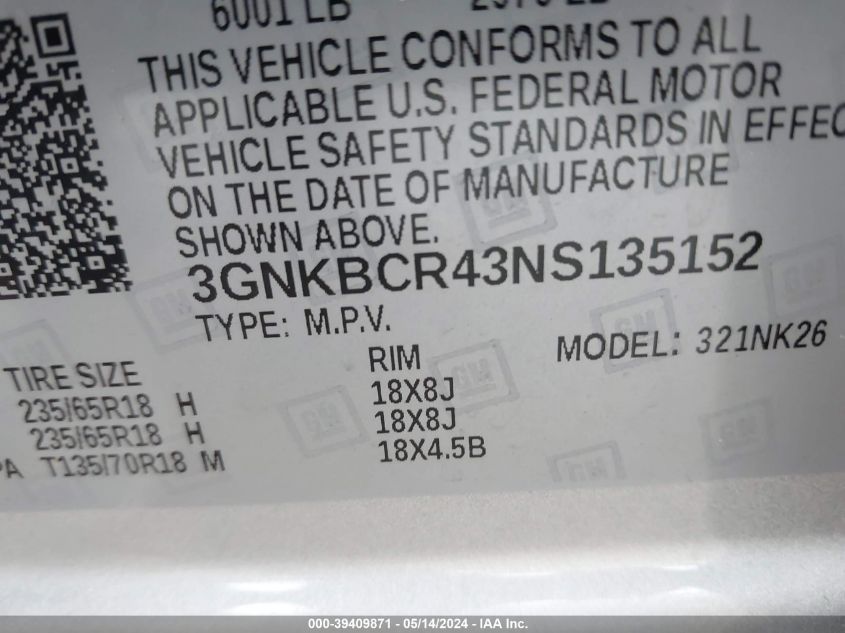 6001 LB
THIS VEHICLE CONFORMS TO ALL
APPLICABLE U.S. FEDERAL MOTOR
VEHICLE SAFETY STANDARDS IN EFFEC
ON THE DATE OF MANUFACTURE
SHOWN ABOVE.
3GNKBCR43NS135152
TYPE: M.P.V. MODEL: 321NK26
TIRE SIZE RIM
235/65R18 H 18X8J
235/65R18 H 18X8J
PA T135/70R18 M 18X4.5B
000-39409871 - 05/14/2024 - IAA Inc.